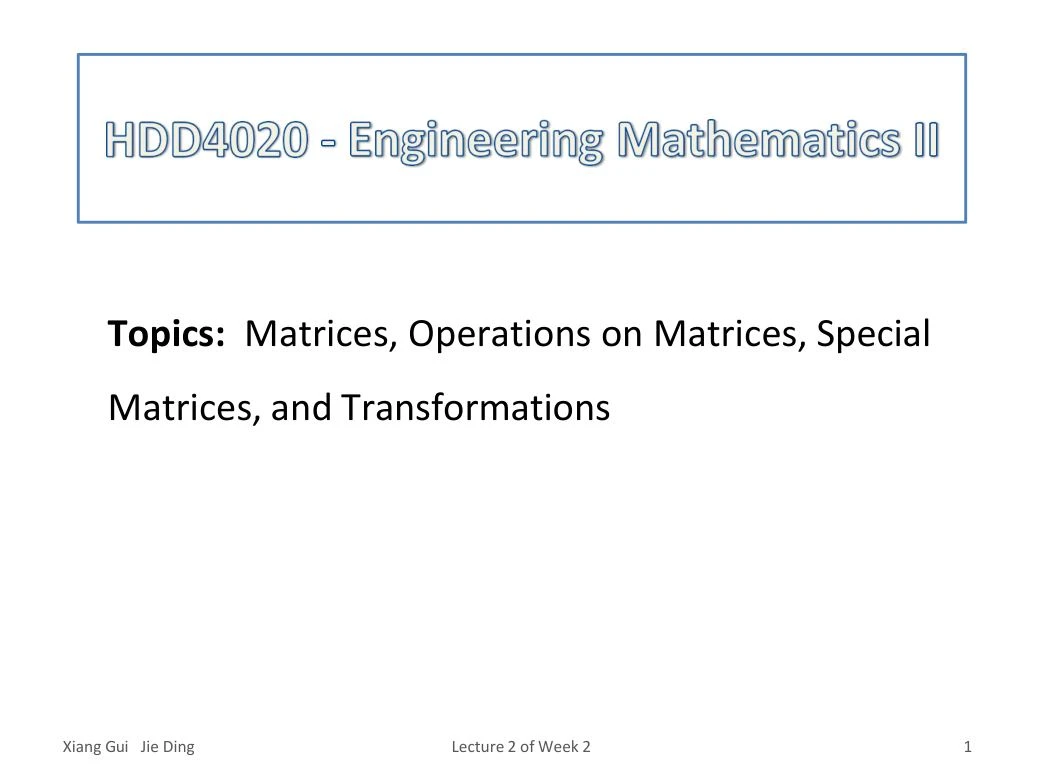 HDD4020 - Engineering Mathematics II
Topics: Matrices, Operations on Matrices, Special
Matrices, and Transformations
Xiang Gui Jie Ding
Lecture 2 of Week 2
1